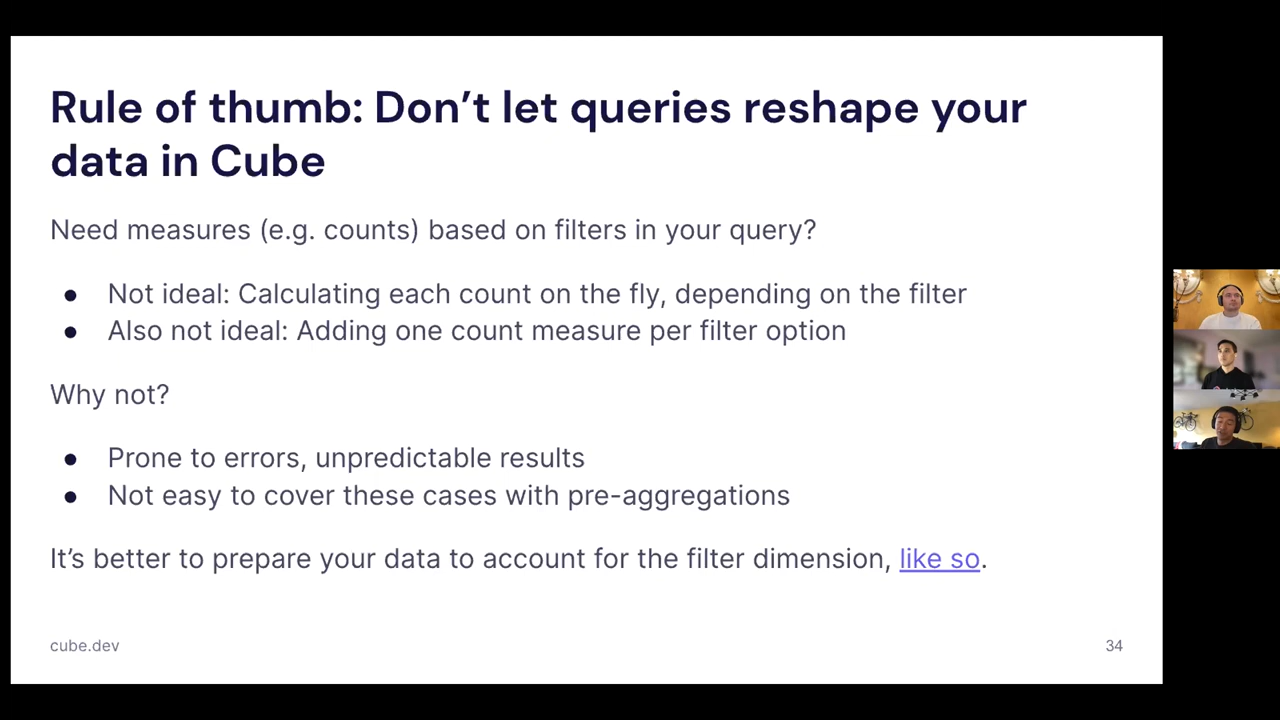 Rule of thumb: Don’t let queries reshape your
data in Cube
Need measures (e.g. counts) based on filters in your query?
● Not ideal: Calculating each count on the fly, depending on the filter
● Also not ideal: Adding one count measure per filter option
Why not?
● Prone to errors, unpredictable results
● Not easy to cover these cases with pre-aggregations
It’s better to prepare your data to account for the filter dimension, like so.
cube.dev
34